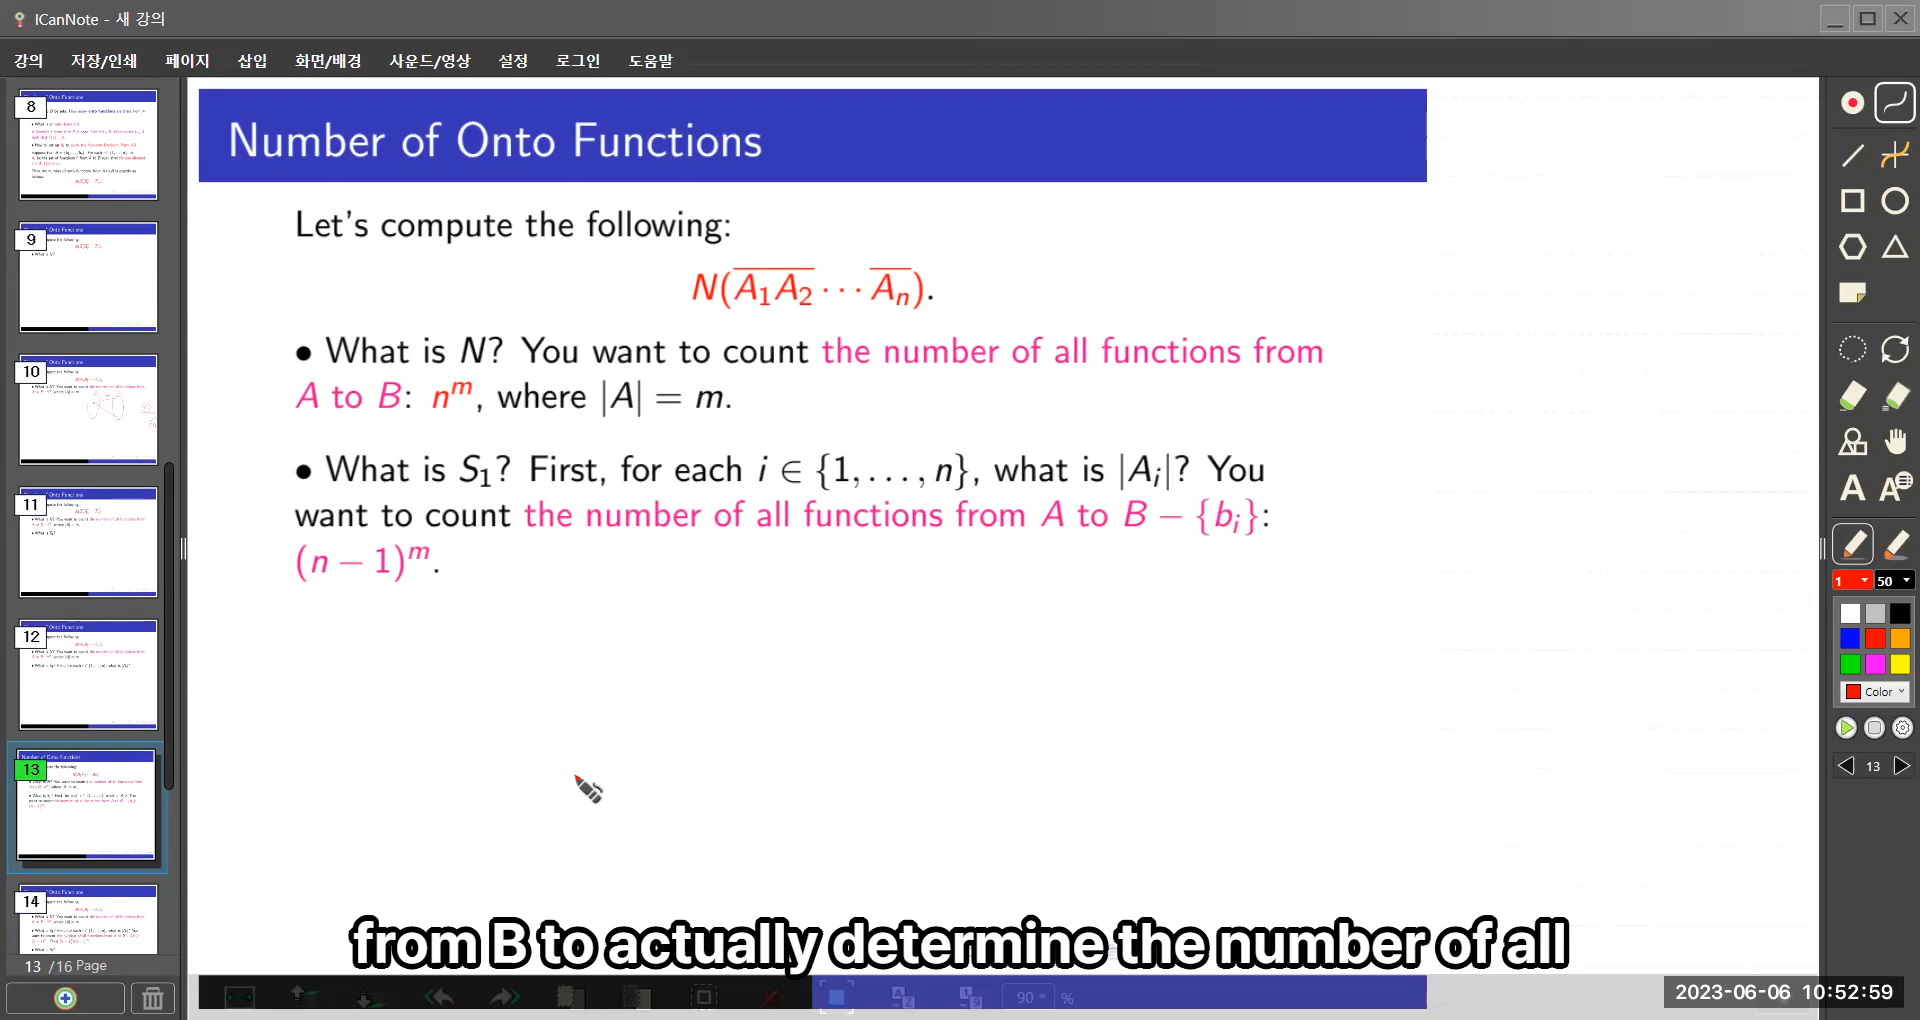 ICanNote - 새 강의
강의 저장/인쇄 페이지 삽입 화면/배경 사운드/영상 설정 로그인 도움말
8
9
10
11
12
13
14
13 /16 Page
Number of Onto Functions
Let's compute the following:
N(A̅₁A̅₂ ⋯ A̅ₙ).
• What is N? You want to count the number of all functions from
A to B: nᵐ, where |A| = m.
• What is S₁? First, for each i ∈ {1, . . . , n}, what is |Aᵢ|? You
want to count the number of all functions from A to B − {bᵢ}:
(n − 1)ᵐ.
from B to actually determine the number of all
90 %
1 50
Color
13
2023-06-06 10:52:59